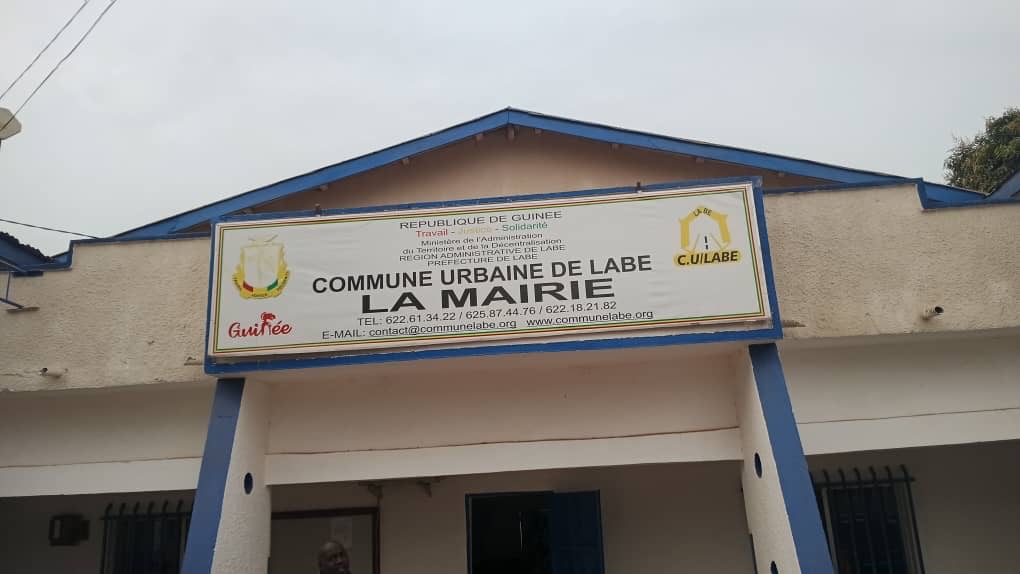 REPUBLIQUE DE GUINEE
Travail - Justice - Solidarité
Ministère de l'Administration
du Territoire et de la Décentralisation
REGION ADMINISTRATIVE DE LABE
PREFECTURE DE LABE
COMMUNE URBAINE DE LABE
LA MAIRIE
TEL: 622.61.34.22 / 625.87.44.76 / 622.18.21.82
E-MAIL: contact@communelabe.org www.communelabe.org
Guinée
LA-BE
C.U/LABE